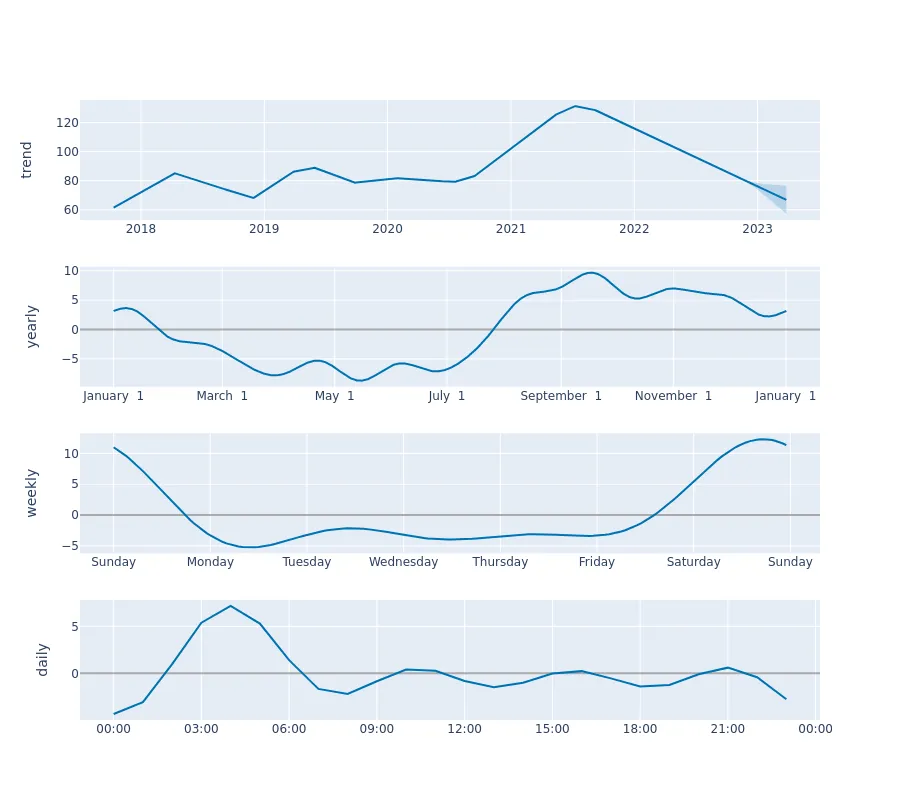 trend
120
100
80
60
2018 2019 2020 2021 2022 2023
yearly
10
5
0
−5
January 1 March 1 May 1 July 1 September 1 November 1 January 1
weekly
10
5
0
−5
Sunday Monday Tuesday Wednesday Thursday Friday Saturday Sunday
daily
5
0
00:00 03:00 06:00 09:00 12:00 15:00 18:00 21:00 00:00